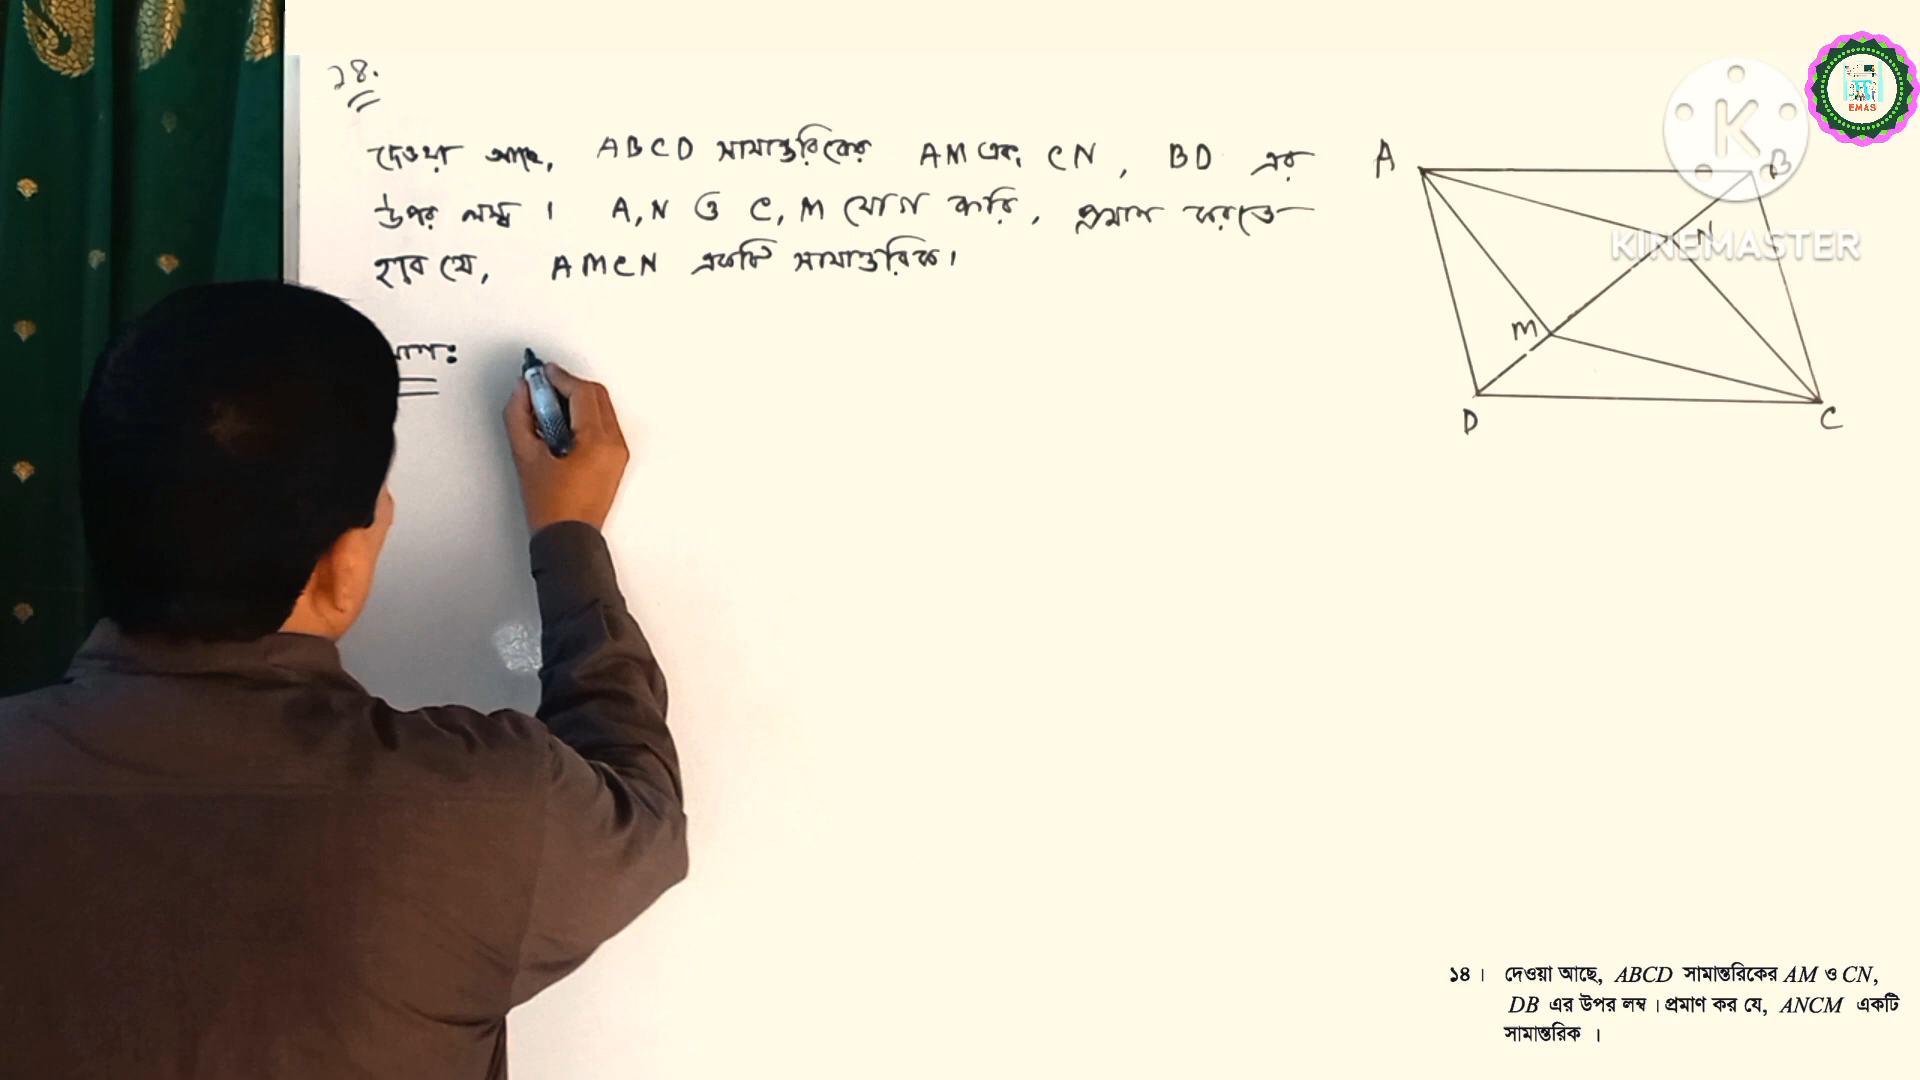 ১৪.
দেওয়া আছে, ABCD সামান্তরিকের AM এবং CN, BD এর
উপর লম্ব। A,N ও C,M যোগ করি, প্রমাণ করতে
হবে যে, AMCN একটি সামান্তরিক।
A
B
N
M
D
C
K
KINEMASTER
EMAS
১৪। দেওয়া আছে, ABCD সামান্তরিকের AM ও CN,
DB এর উপর লম্ব। প্রমাণ কর যে, ANCM একটি
সামান্তরিক ।